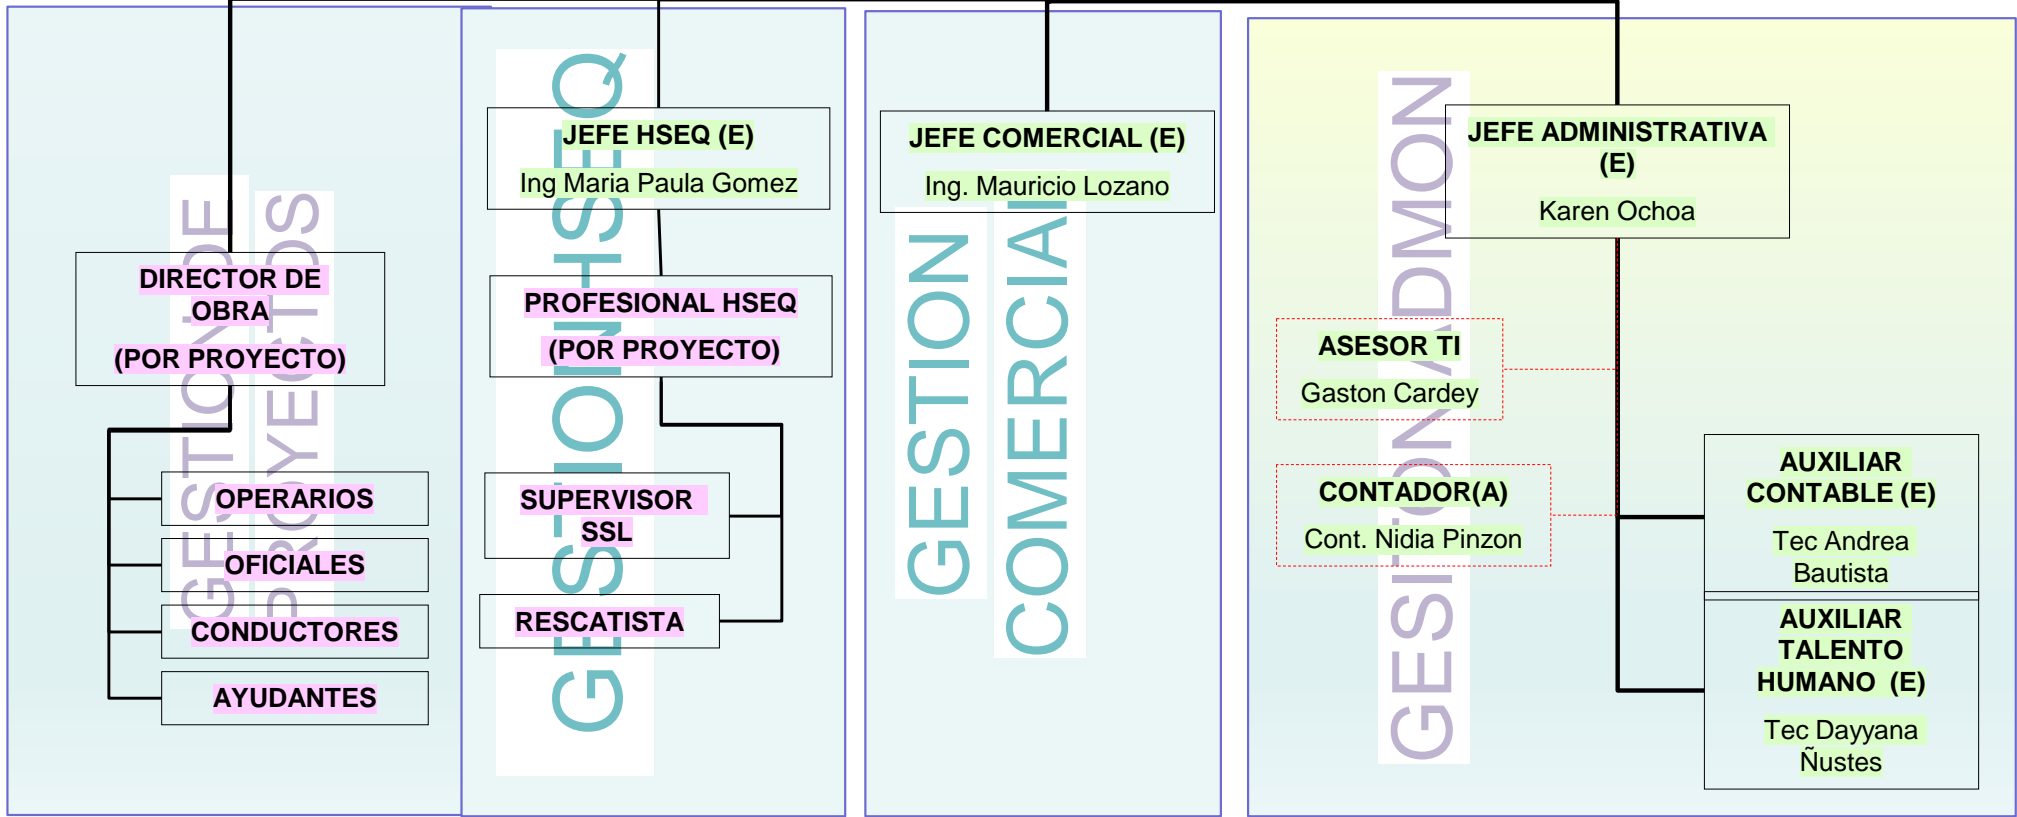 GESTION DE
PROYECTOS
DIRECTOR DE
OBRA
(POR PROYECTO)
OPERARIOS
OFICIALES
CONDUCTORES
AYUDANTES
GESTION HSEQ
JEFE HSEQ (E)
Ing Maria Paula Gomez
PROFESIONAL HSEQ
(POR PROYECTO)
SUPERVISOR
SSL
RESCATISTA
GESTION
COMERCIAL
JEFE COMERCIAL (E)
Ing. Mauricio Lozano
GESITON ADMON
JEFE ADMINISTRATIVA
(E)
Karen Ochoa
ASESOR TI
Gaston Cardey
CONTADOR(A)
Cont. Nidia Pinzon
AUXILIAR
CONTABLE (E)
Tec Andrea
Bautista
AUXILIAR
TALENTO
HUMANO (E)
Tec Dayyana
Ñustes